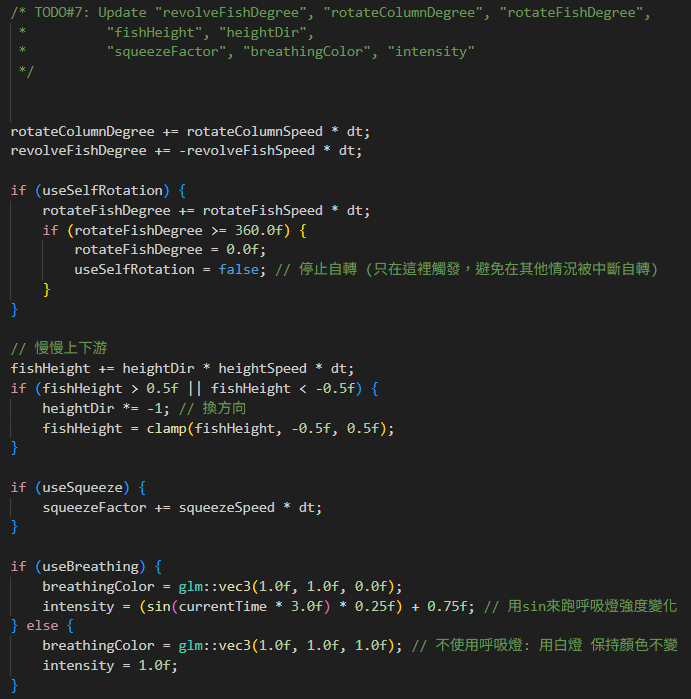 /* TODO#7: Update "revolveFishDegree", "rotateColumnDegree", "rotateFishDegree",
 *          "fishHeight", "heightDir",
 *          "squeezeFactor", "breathingColor", "intensity"
 */
rotateColumnDegree += rotateColumnSpeed * dt;
revolveFishDegree += -revolveFishSpeed * dt;
if (useSelfRotation) {
    rotateFishDegree += rotateFishSpeed * dt;
    if (rotateFishDegree >= 360.0f) {
        rotateFishDegree = 0.0f;
        useSelfRotation = false; // 停止自轉 (只在這裡觸發，避免在其他情況被中斷自轉)
    }
}
// 慢慢上下游
fishHeight += heightDir * heightSpeed * dt;
if (fishHeight > 0.5f || fishHeight < -0.5f) {
    heightDir *= -1; // 換方向
    fishHeight = clamp(fishHeight, -0.5f, 0.5f);
}
if (useSqueeze) {
    squeezeFactor += squeezeSpeed * dt;
}
if (useBreathing) {
    breathingColor = glm::vec3(1.0f, 1.0f, 0.0f);
    intensity = (sin(currentTime * 3.0f) * 0.25f) + 0.75f; // 用sin來跑呼吸燈強度變化
} else {
    breathingColor = glm::vec3(1.0f, 1.0f, 1.0f); // 不使用呼吸燈: 用白燈 保持顏色不變
    intensity = 1.0f;
}